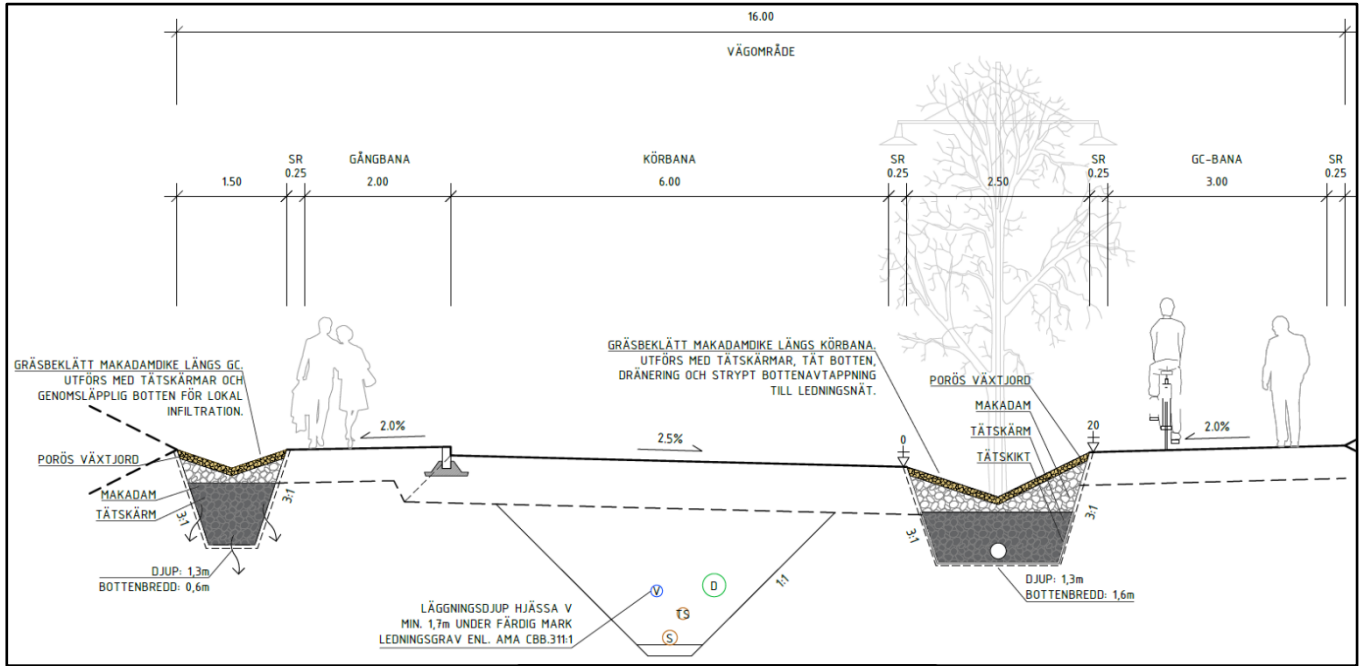 16.00
VÄGOMRÅDE
1.50
SR
0.25
GÅNGBANA
2.00
KÖRBANA
6.00
SR
0.25
2.50
SR
0.25
GC-BANA
3.00
SR
0.25
GRÄSBEKLÄTT MAKADAMDIKE LÄNGS GC.
UTFÖRS MED TÄTSKÄRMAR OCH
GENOMSLÄPPLIG BOTTEN FÖR LOKAL
INFILTRATION.
GRÄSBEKLÄTT MAKADAMDIKE LÄNGS KÖRBANA.
UTFÖRS MED TÄTSKÄRMAR, TÄT BOTTEN,
DRÄNERING OCH STRYPT BOTTENAVTAPPNING
TILL LEDNINGSNÄT.
PORÖS VÄXTJORD
MAKADAM
TÄTSKÄRM
TÄTSKIKT
2.0%
2.5%
0
20
2.0%
PORÖS VÄXTJORD
MAKADAM
TÄTSKÄRM
3:1
3:1
3:1
3:1
1:1
DJUP: 1,3m
BOTTENBREDD: 0,6m
DJUP: 1,3m
BOTTENBREDD: 1,6m
V
D
TS
S
LÄGGNINGSDJUP HJÄSSA V
MIN. 1,7m UNDER FÄRDIG MARK
LEDNINGSGRAV ENL. AMA CBB.311:1